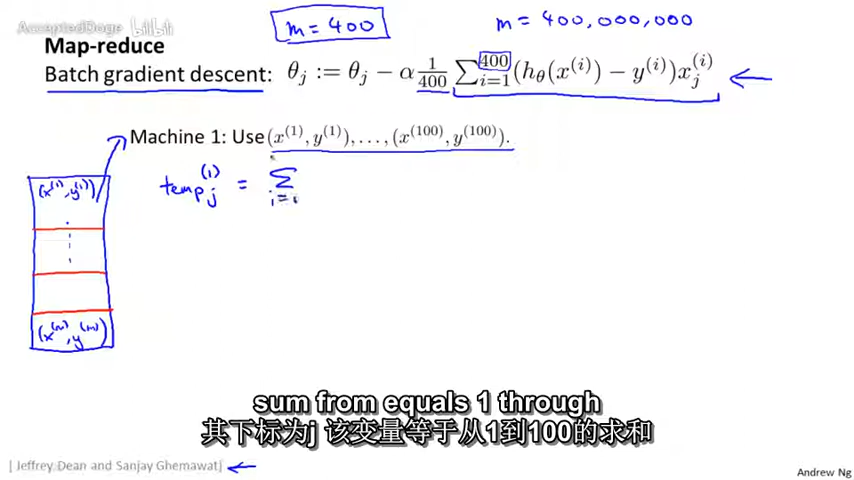 AcceptedDoge bilibili
m = 400
m = 400,000,000
Map-reduce
Batch gradient descent: θ_j := θ_j − α 1/400 ∑_{i=1}^{400} (h_θ(x^{(i)}) − y^{(i)}) x_j^{(i)}
Machine 1: Use (x^{(1)}, y^{(1)}), . . . , (x^{(100)}, y^{(100)}).
(x^{(1)}, y^{(1)})
temp_j^{(1)} = ∑_{i=1}
(x^{(m)}, y^{(m)})
sum from equals 1 through
其下标为j 该变量等于从1到100的求和
[ Jeffrey Dean and Sanjay Ghemawat]
Andrew Ng